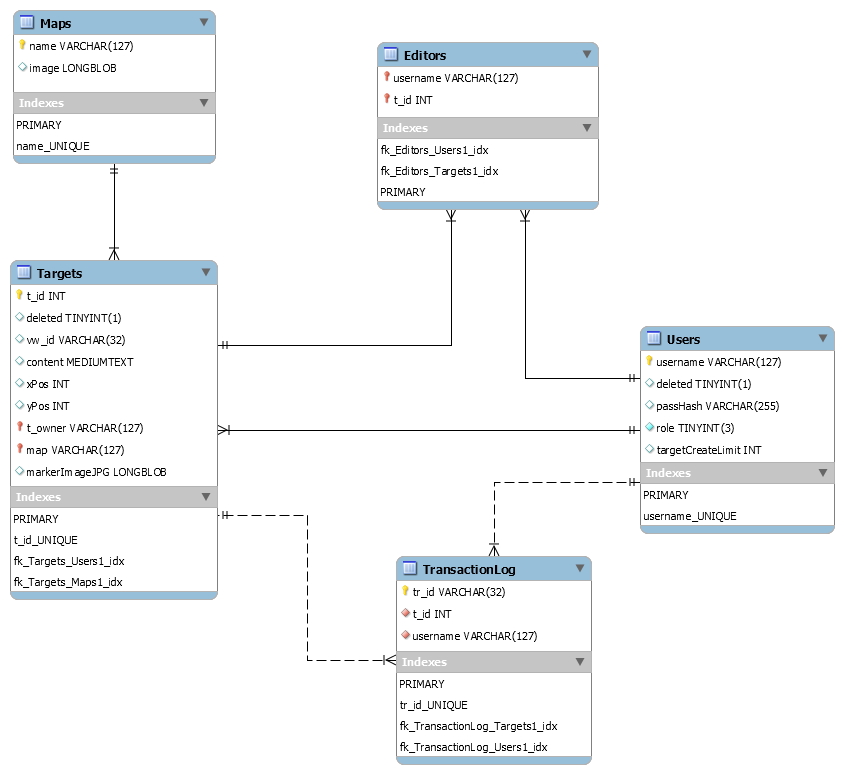 Maps
name VARCHAR(127)
image LONGBLOB
Indexes
PRIMARY
name_UNIQUE
Editors
username VARCHAR(127)
t_id INT
Indexes
fk_Editors_Users1_idx
fk_Editors_Targets1_idx
PRIMARY
Targets
t_id INT
deleted TINYINT(1)
vw_id VARCHAR(32)
content MEDIUMTEXT
xPos INT
yPos INT
t_owner VARCHAR(127)
map VARCHAR(127)
markerImageJPG LONGBLOB
Indexes
PRIMARY
t_id_UNIQUE
fk_Targets_Users1_idx
fk_Targets_Maps1_idx
Users
username VARCHAR(127)
deleted TINYINT(1)
passHash VARCHAR(255)
role TINYINT(3)
targetCreateLimit INT
Indexes
PRIMARY
username_UNIQUE
TransactionLog
tr_id VARCHAR(32)
t_id INT
username VARCHAR(127)
Indexes
PRIMARY
tr_id_UNIQUE
fk_TransactionLog_Targets1_idx
fk_TransactionLog_Users1_idx